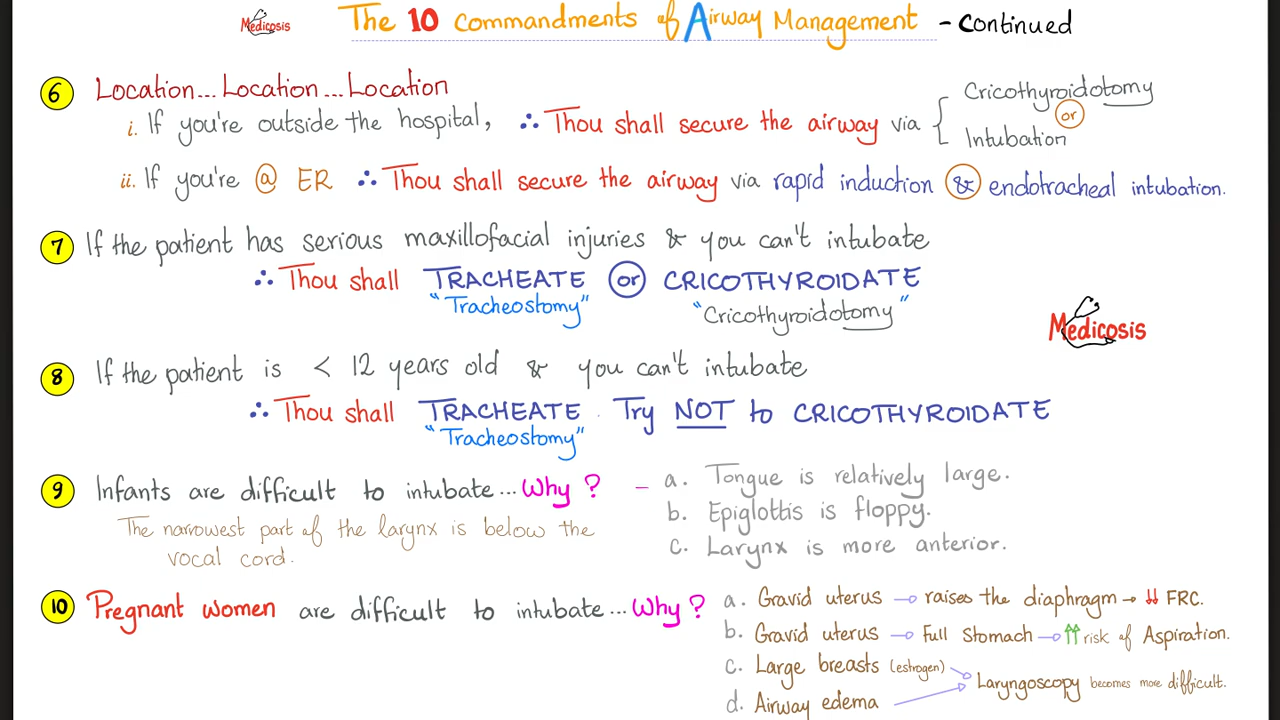 Medicosis
The 10 Commandments of Airway Management - Continued
6 Location... Location... Location
i. If you're outside the hospital, ∴ Thou shall secure the airway via { Cricothyroidotomy or Intubation
ii. If you're @ ER ∴ Thou shall secure the airway via rapid induction & endotracheal intubation.
7 If the patient has serious maxillofacial injuries & you can't intubate
∴ Thou shall TRACHEATE or CRICOTHYROIDATE
"Tracheostomy" "Cricothyroidotomy"
Medicosis
8 If the patient is < 12 years old & you can't intubate
∴ Thou shall TRACHEATE. Try NOT to CRICOTHYROIDATE
"Tracheostomy"
9 Infants are difficult to intubate... Why?
The narrowest part of the larynx is below the
vocal cord.
– a. Tongue is relatively large.
b. Epiglottis is floppy.
c. Larynx is more anterior.
10 Pregnant women are difficult to intubate... Why?
a. Gravid uterus → raises the diaphragm → ↓↓ FRC.
b. Gravid uterus → Full Stomach → ↑↑ risk of Aspiration.
c. Large breasts (estrogen)
d. Airway edema
→ Laryngoscopy becomes more difficult.